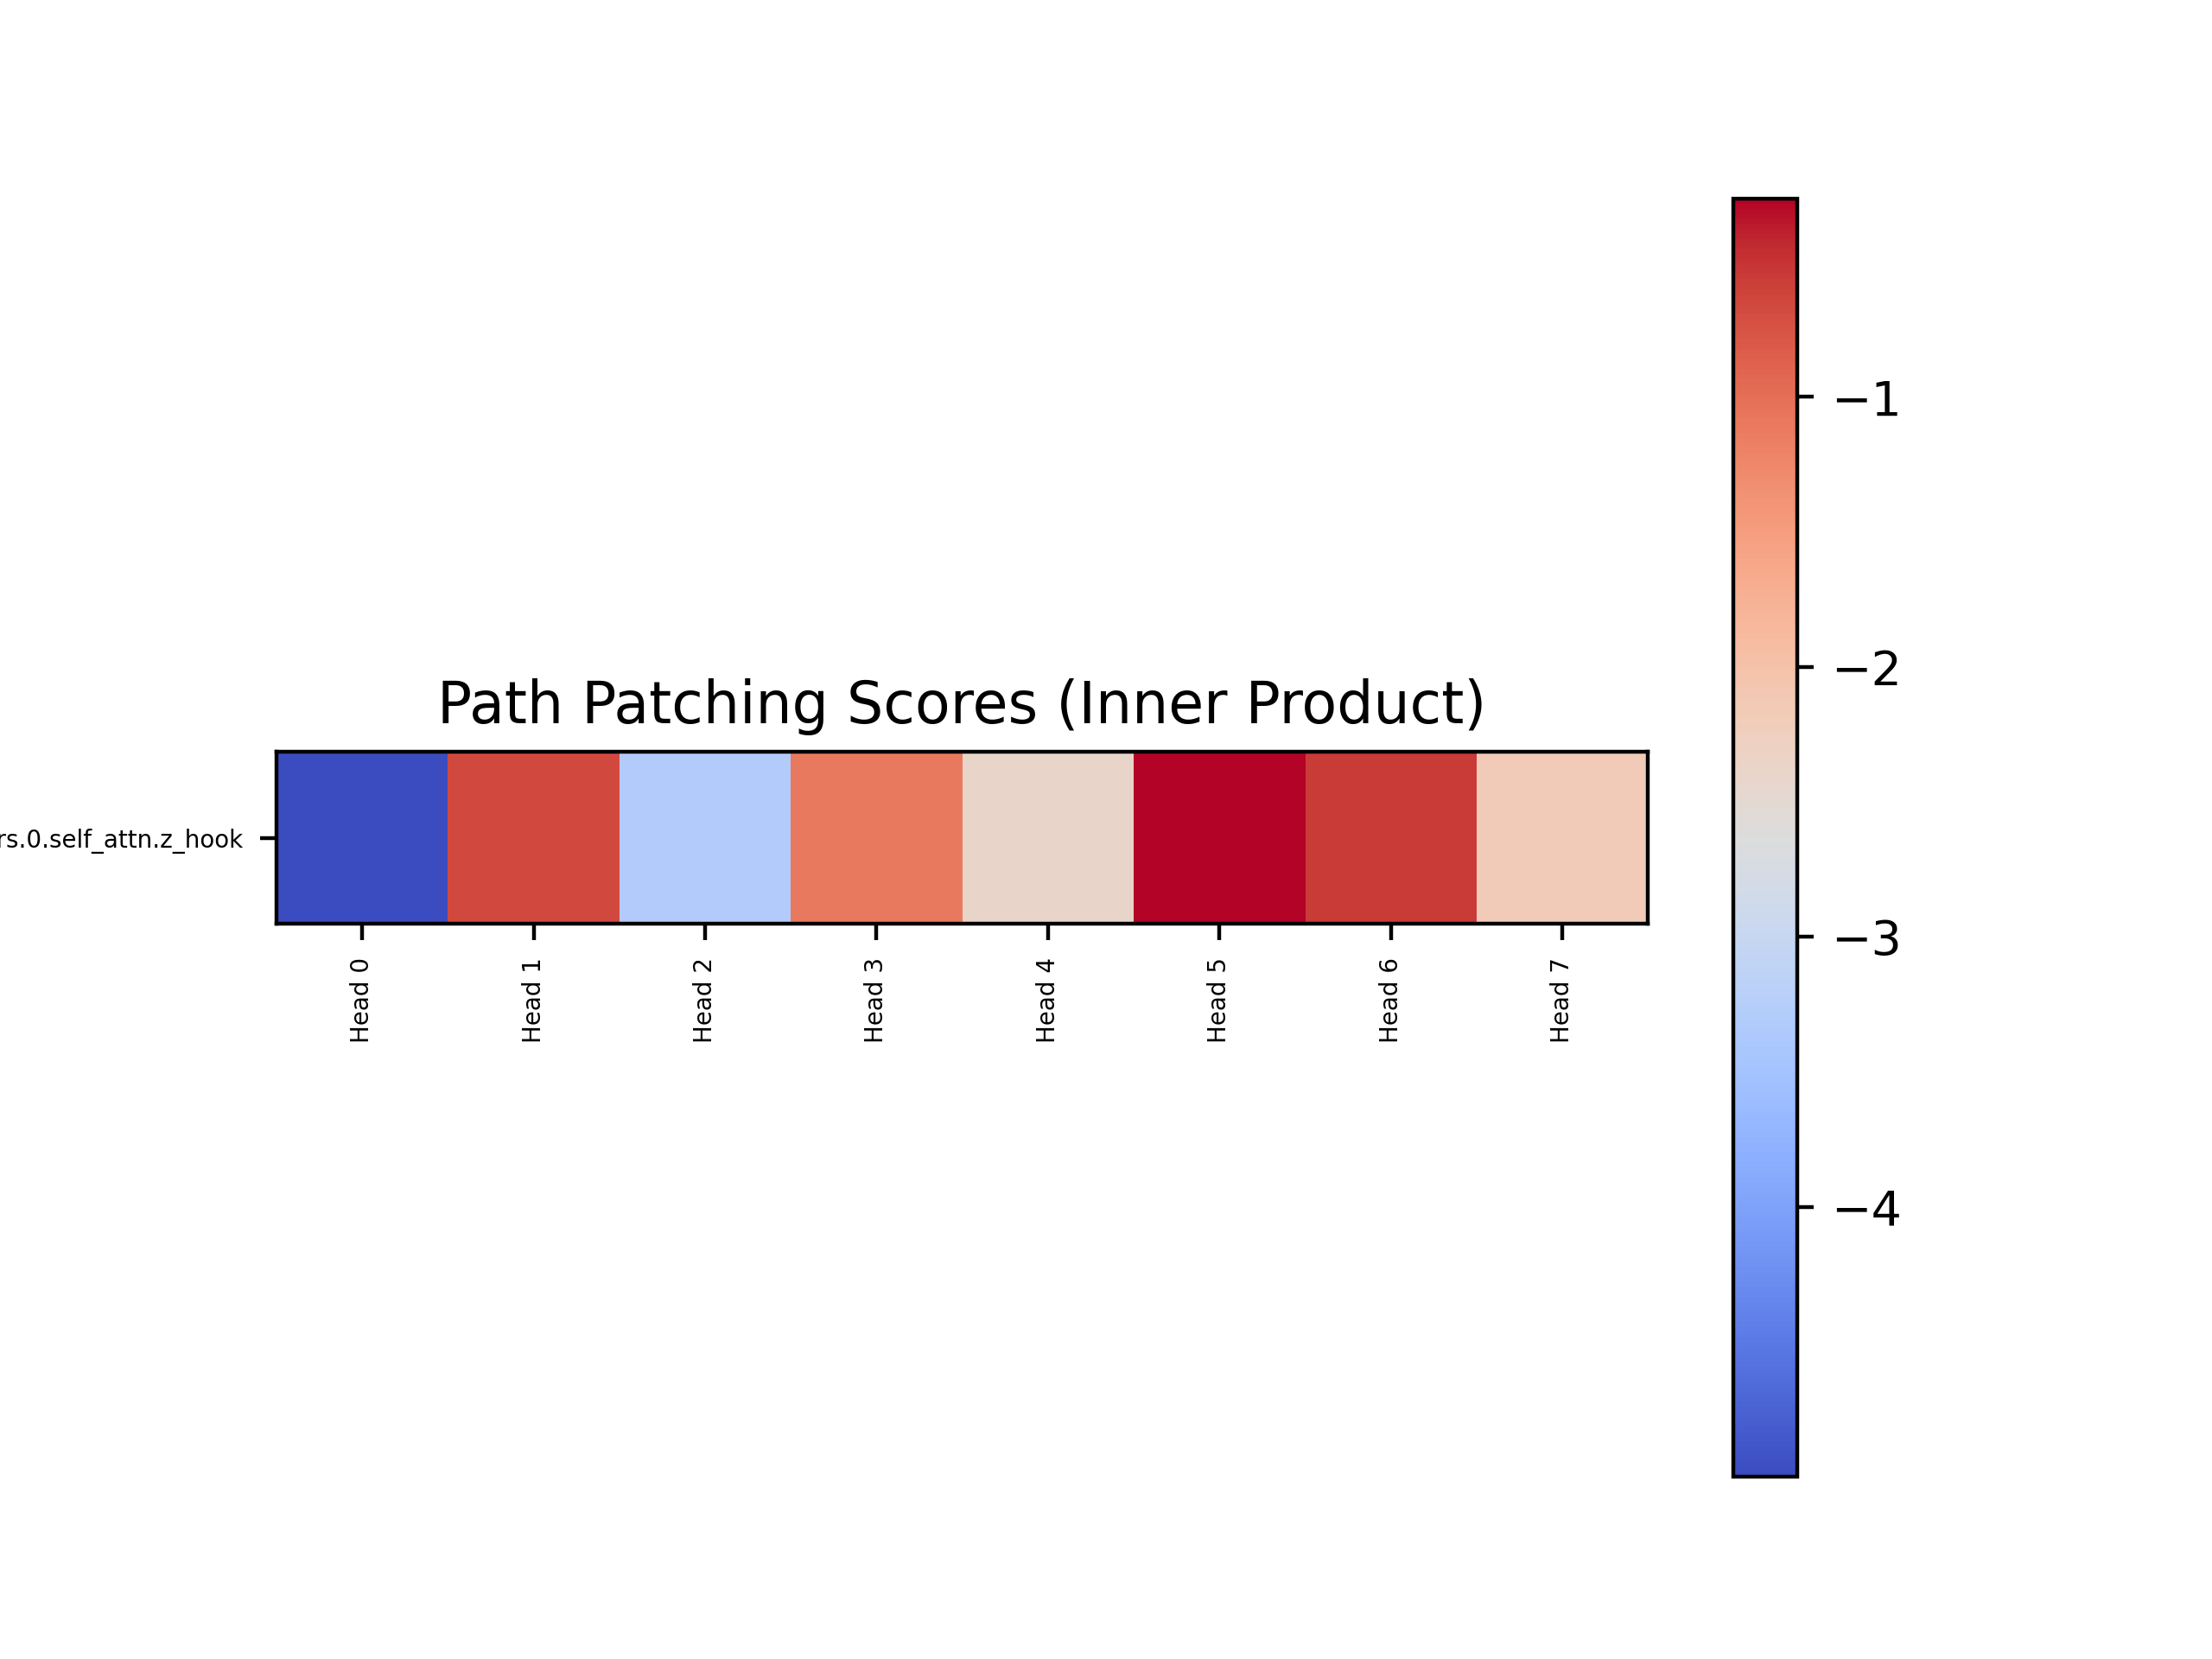 Path Patching Scores (Inner Product)
rs.0.self_attn.z_hook
Head 0
Head 1
Head 2
Head 3
Head 4
Head 5
Head 6
Head 7
−1
−2
−3
−4